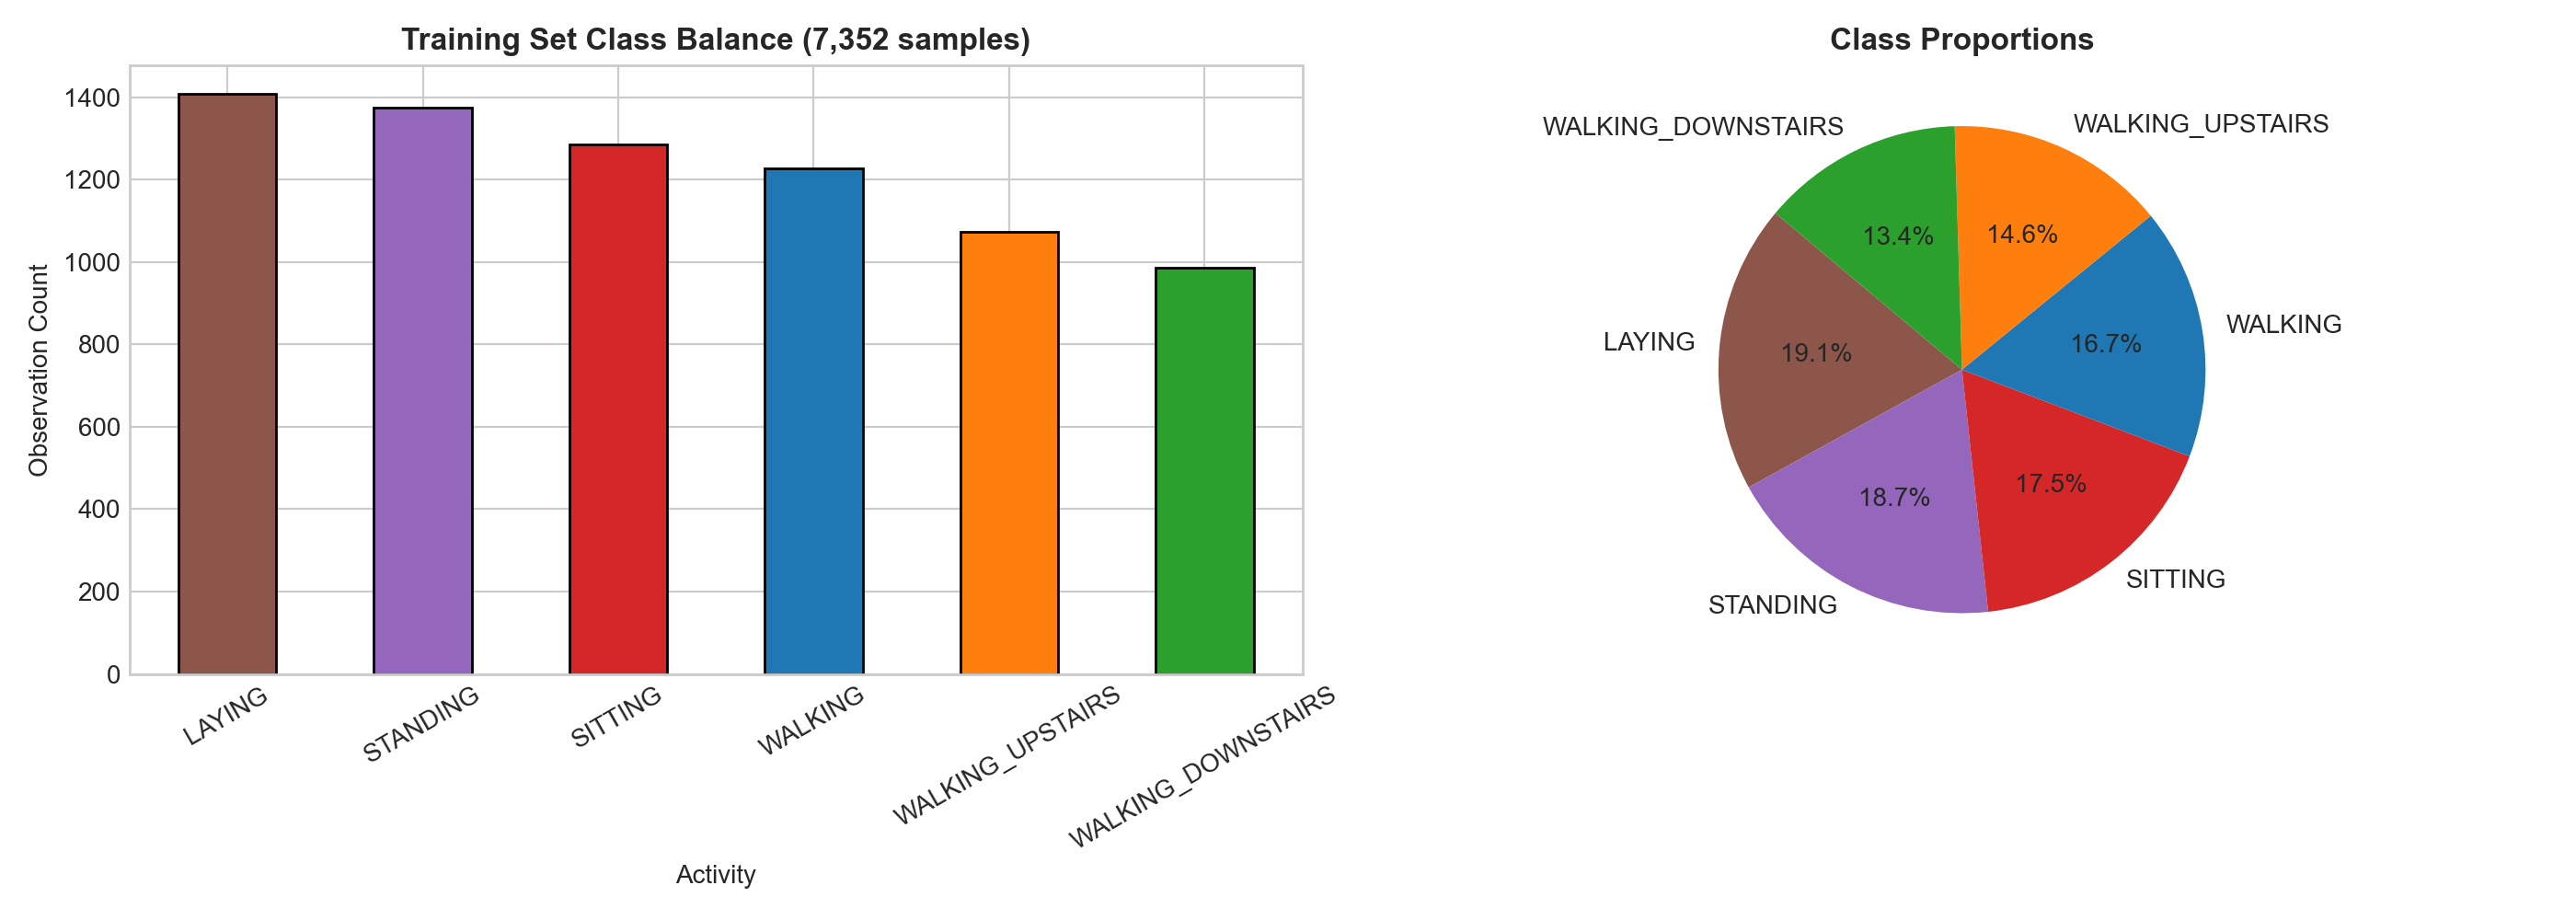 Training Set Class Balance (7,352 samples)
Observation Count
1400
1200
1000
800
600
400
200
0
LAYING
STANDING
SITTING
WALKING
WALKING_UPSTAIRS
WALKING_DOWNSTAIRS
Activity
Class Proportions
WALKING_DOWNSTAIRS
WALKING_UPSTAIRS
13.4%
14.6%
LAYING
19.1%
16.7%
WALKING
18.7%
17.5%
STANDING
SITTING